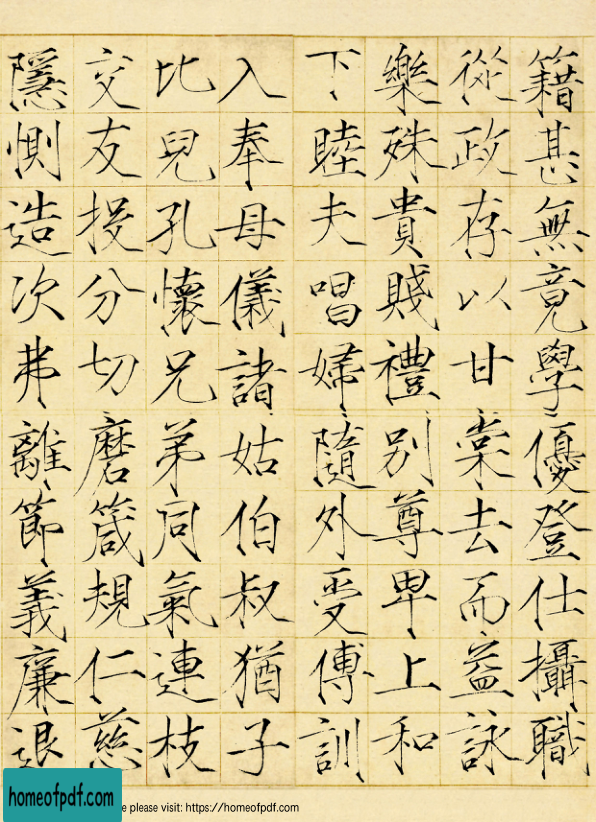 籍甚無竟學優登仕攝職
從政存以甘棠去而益詠
樂殊貴賤禮別尊卑上和
下睦夫唱婦隨外受傅訓
入奉母儀諸姑伯叔猶子
比兒孔懷兄弟同氣連枝
交友投分切磨箴規仁慈
隱惻造次弗離節義廉退
homeofpdf.com
please visit: https://homeofpdf.com